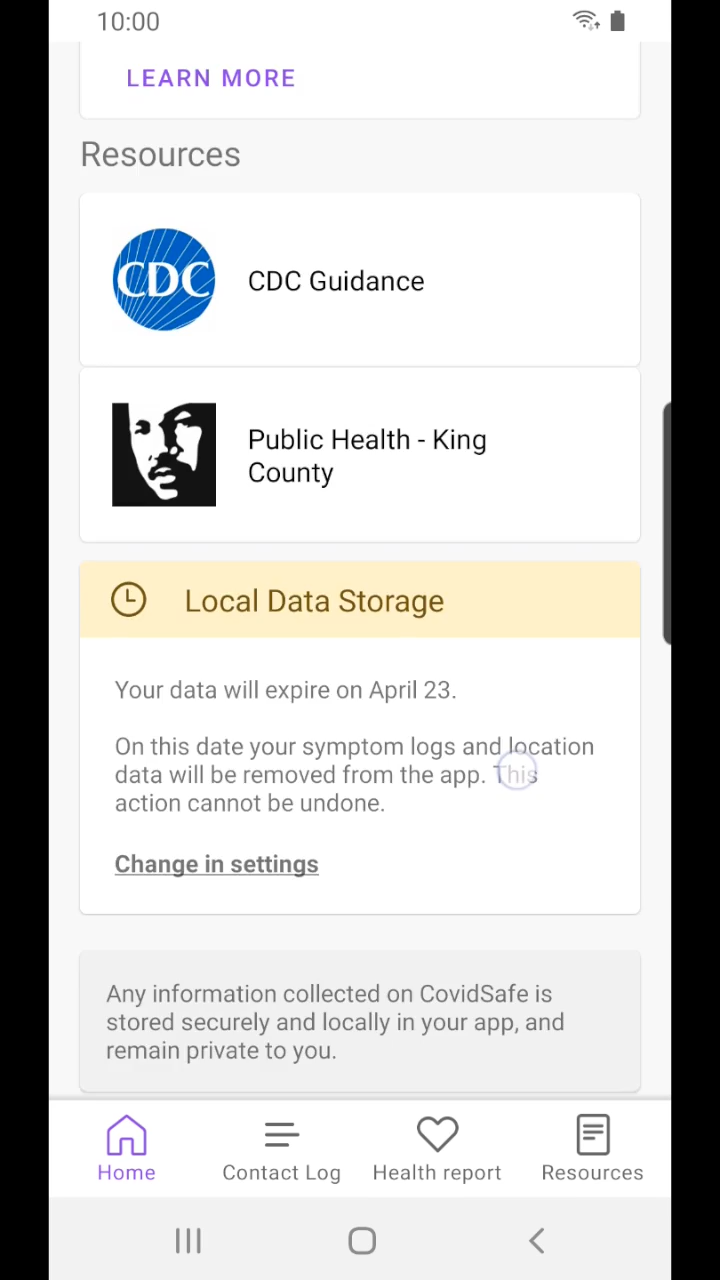 10:00
LEARN MORE
Resources
CDC
CDC Guidance
Public Health - King
County
Local Data Storage
Your data will expire on April 23.
On this date your symptom logs and location
data will be removed from the app. This
action cannot be undone.
Change in settings
Any information collected on CovidSafe is
stored securely and locally in your app, and
remain private to you.
Home
Contact Log
Health report
Resources